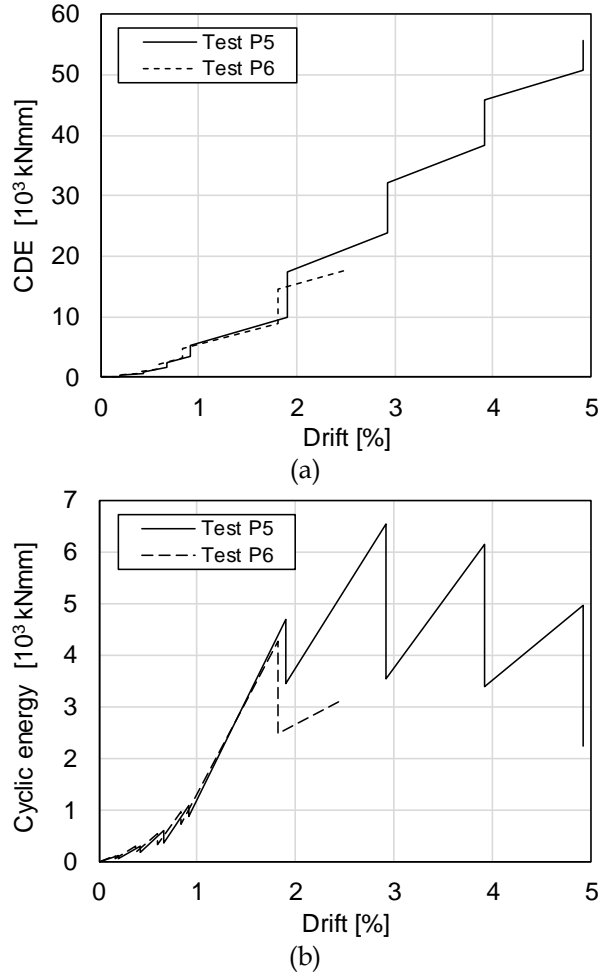 60
50
40
30
20
10
0
CDE [10³ kNmm]
Test P5
Test P6
0 1 2 3 4 5
Drift [%]
(a)
7
6
5
4
3
2
1
0
Cyclic energy [10³ kNmm]
Test P5
Test P6
0 1 2 3 4 5
Drift [%]
(b)